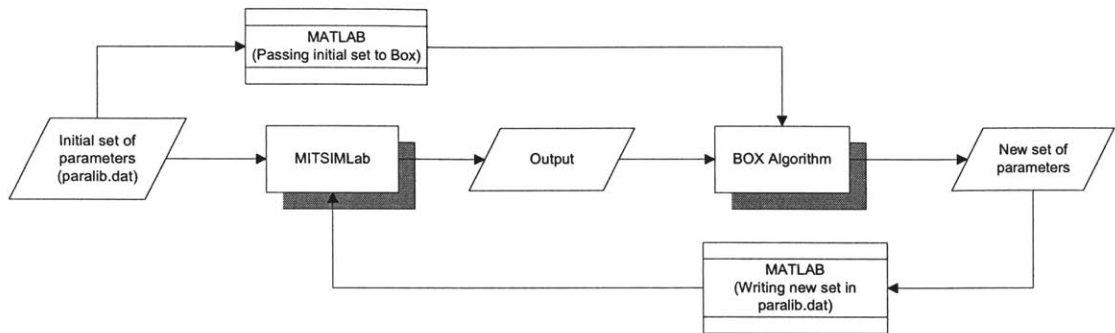 MATLAB
(Passing initial set to Box)
Initial set of
parameters
(paralib.dat)
MITSIMLab
Output
BOX Algorithm
New set of
parameters
MATLAB
(Writing new set in
paralib.dat)